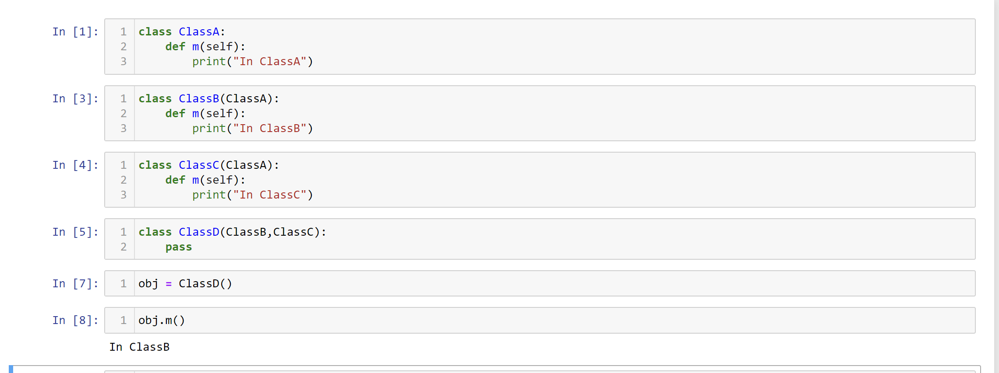 In [1]:
1 class ClassA:
2     def m(self):
3         print("In ClassA")
In [3]:
1 class ClassB(ClassA):
2     def m(self):
3         print("In ClassB")
In [4]:
1 class ClassC(ClassA):
2     def m(self):
3         print("In ClassC")
In [5]:
1 class ClassD(ClassB,ClassC):
2     pass
In [7]:
1 obj = ClassD()
In [8]:
1 obj.m()
In ClassB